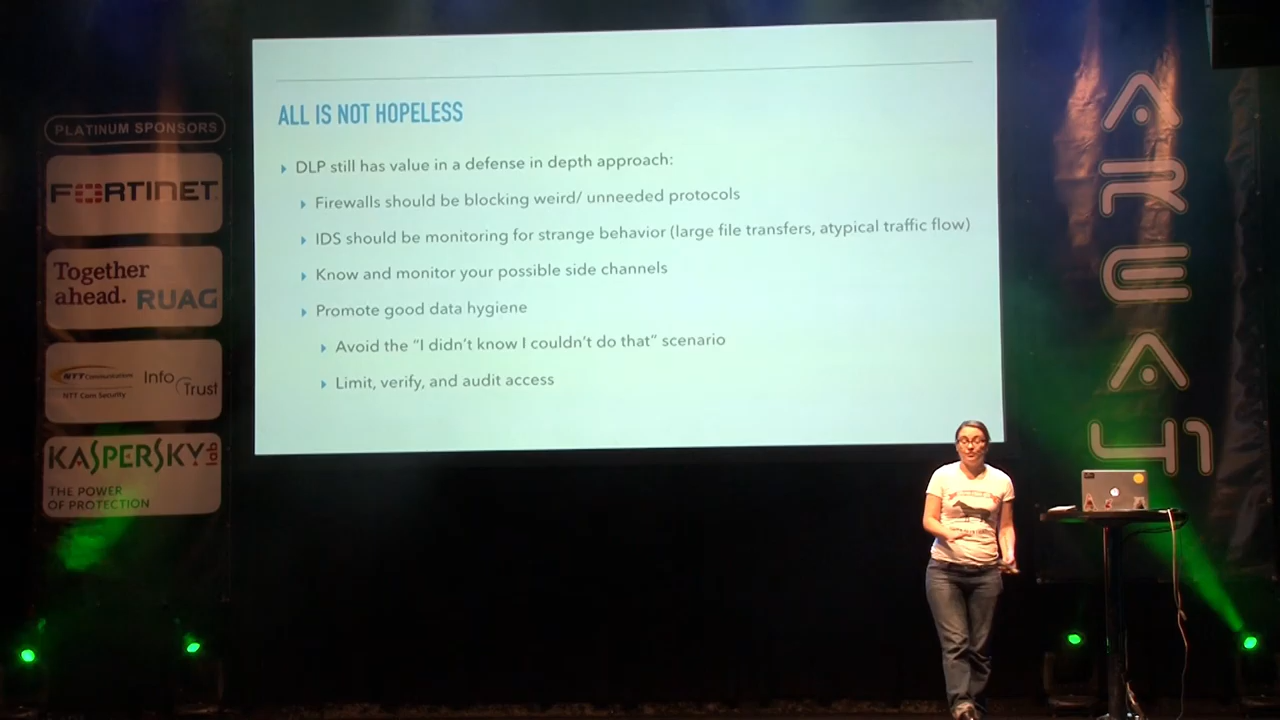 PLATINUM SPONSORS
FORTINET
Together
ahead. RUAG
NTT Communications
NTT Com Security
Info Trust
KASPERSKY lab
THE POWER
OF PROTECTION
ALL IS NOT HOPELESS
DLP still has value in a defense in depth approach:
Firewalls should be blocking weird/ unneeded protocols
IDS should be monitoring for strange behavior (large file transfers, atypical traffic flow)
Know and monitor your possible side channels
Promote good data hygiene
Avoid the “I didn’t know I couldn’t do that” scenario
Limit, verify, and audit access
AREA41